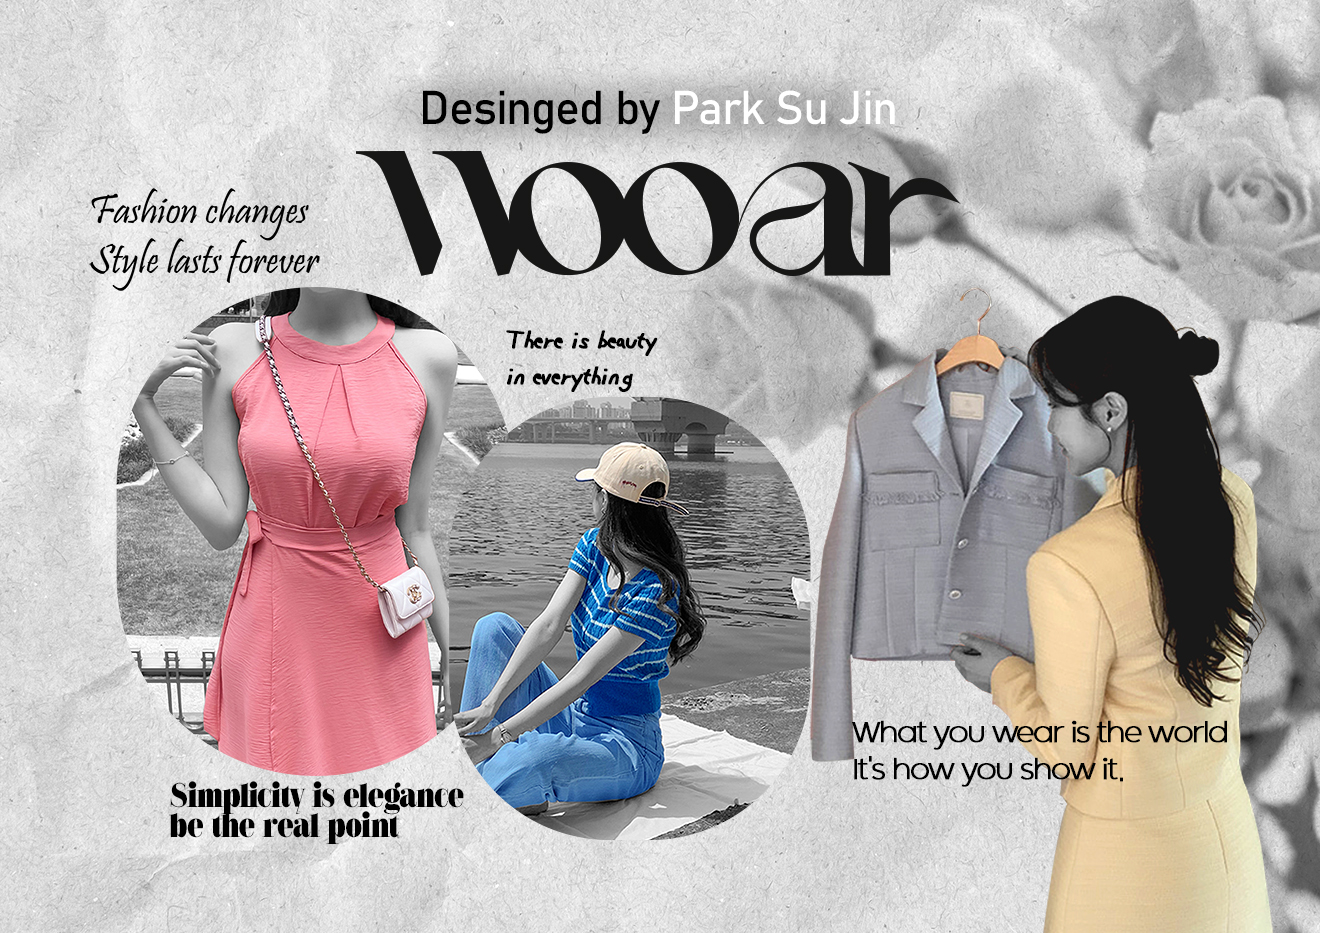 Desinged by Park Su Jin
Wooar
Fashion changes
Style lasts forever
There is beauty
in everything
What you wear is the world
It's how you show it.
Simplicity is elegance
be the real point